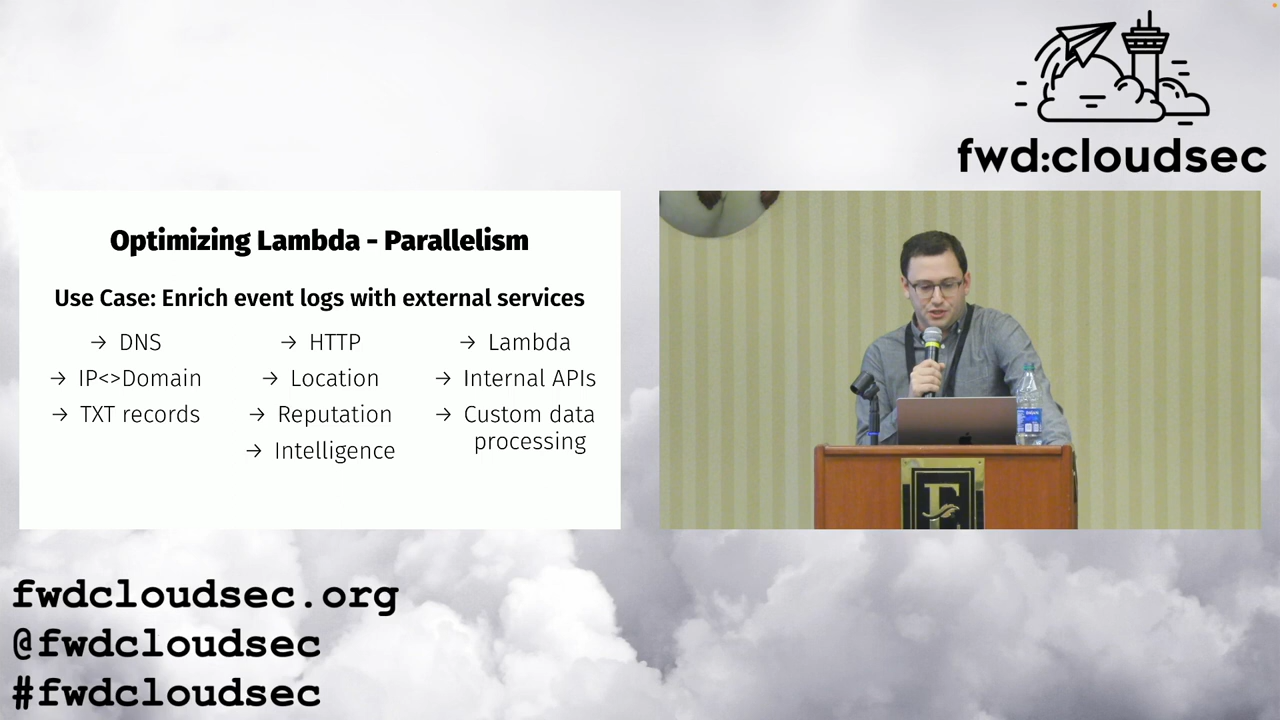 fwd:cloudsec
Optimizing Lambda - Parallelism
Use Case: Enrich event logs with external services
→ DNS
→ IP<>Domain
→ TXT records
→ HTTP
→ Location
→ Reputation
→ Intelligence
→ Lambda
→ Internal APIs
→ Custom data
processing
E
fwdcloudsec.org
@fwdcloudsec
#fwdcloudsec